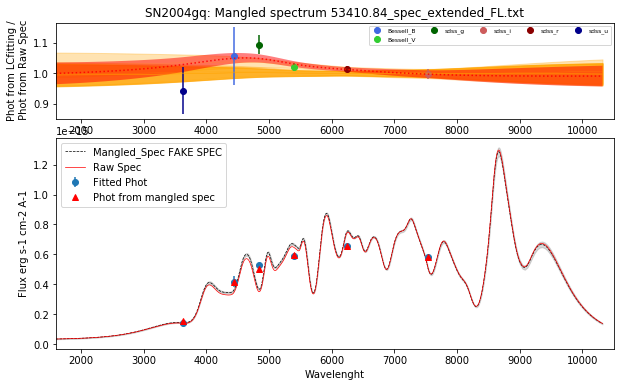 SN2004gq: Mangled spectrum 53410.84_spec_extended_FL.txt
Phot from LCfitting /
Phot from Raw Spec
1.1
1.0
0.9
Bessell_B
Bessell_V
sdss_g
sdss_i
sdss_r
sdss_u
2000 3000 4000 5000 6000 7000 8000 9000 10000
Flux erg s-1 cm-2 A-1
1.2
1.0
0.8
0.6
0.4
0.2
0.0
Mangled_Spec FAKE SPEC
Raw Spec
Fitted Phot
Phot from mangled spec
2000 3000 4000 5000 6000 7000 8000 9000 10000
Wavelenght